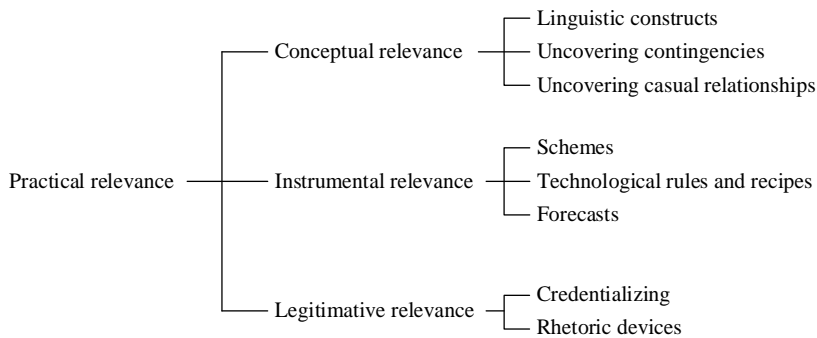 Linguistic constructs
Conceptual relevance
Uncovering contingencies
Uncovering casual relationships
Schemes
Practical relevance
Instrumental relevance
Technological rules and recipes
Forecasts
Credentializing
Legitimative relevance
Rhetoric devices